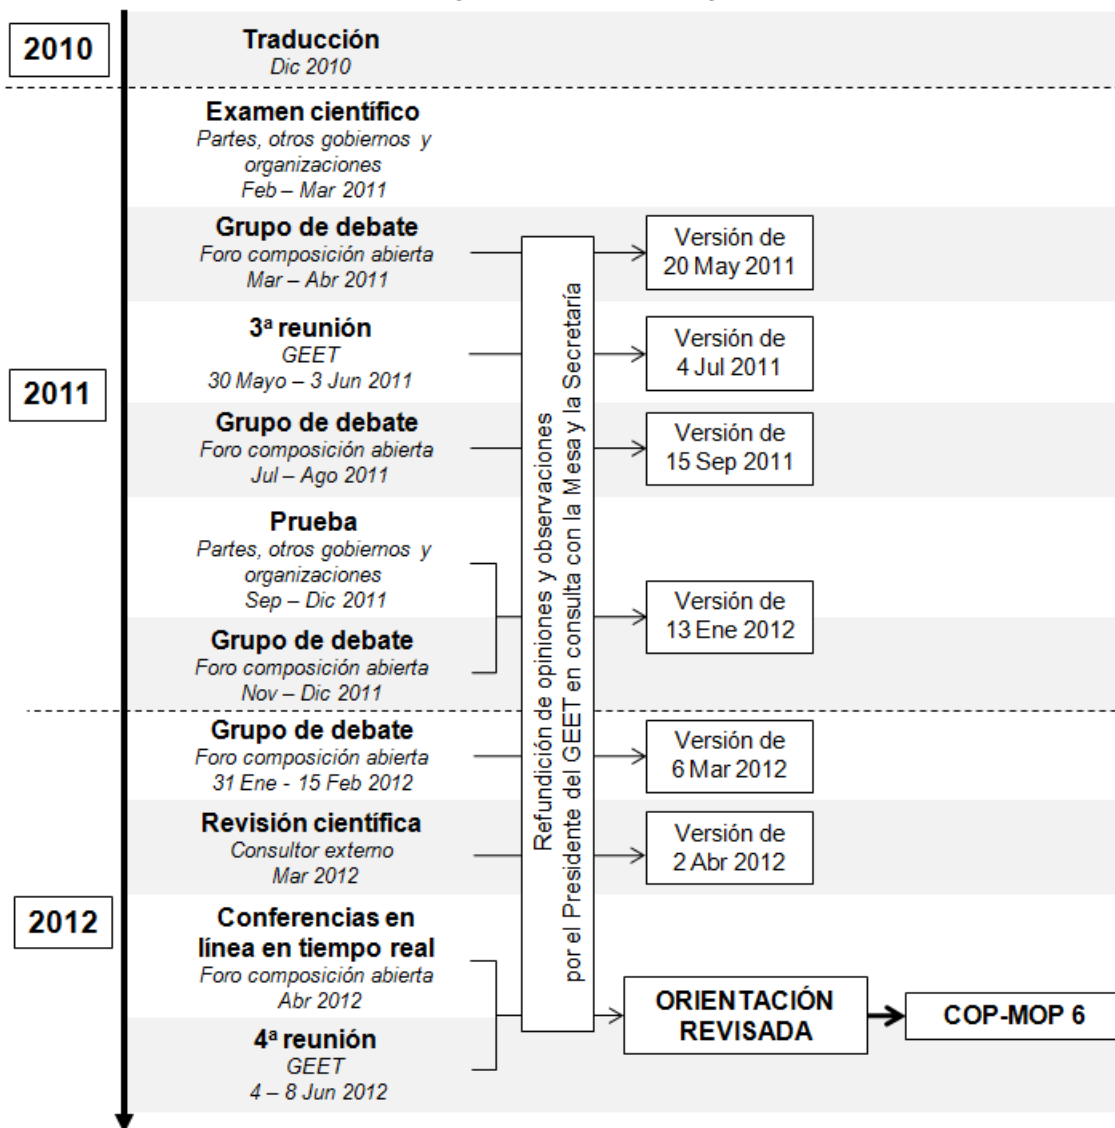 2010
Traducción
Dic 2010
Examen científico
Partes, otros gobiernos y
organizaciones
Feb – Mar 2011
Grupo de debate
Foro composición abierta
Mar – Abr 2011
Versión de
20 May 2011
3ª reunión
GEET
30 Mayo – 3 Jun 2011
Versión de
4 Jul 2011
2011
Grupo de debate
Foro composición abierta
Jul – Ago 2011
Versión de
15 Sep 2011
Prueba
Partes, otros gobiernos y
organizaciones
Sep – Dic 2011
Grupo de debate
Foro composición abierta
Nov – Dic 2011
Versión de
13 Ene 2012
Refundición de opiniones y observaciones
por el Presidente del GEET en consulta con la Mesa y la Secretaría
Grupo de debate
Foro composición abierta
31 Ene - 15 Feb 2012
Versión de
6 Mar 2012
Revisión científica
Consultor externo
Mar 2012
Versión de
2 Abr 2012
2012
Conferencias en
línea en tiempo real
Foro composición abierta
Abr 2012
4ª reunión
GEET
4 – 8 Jun 2012
ORIENTACIÓN
REVISADA
COP-MOP 6